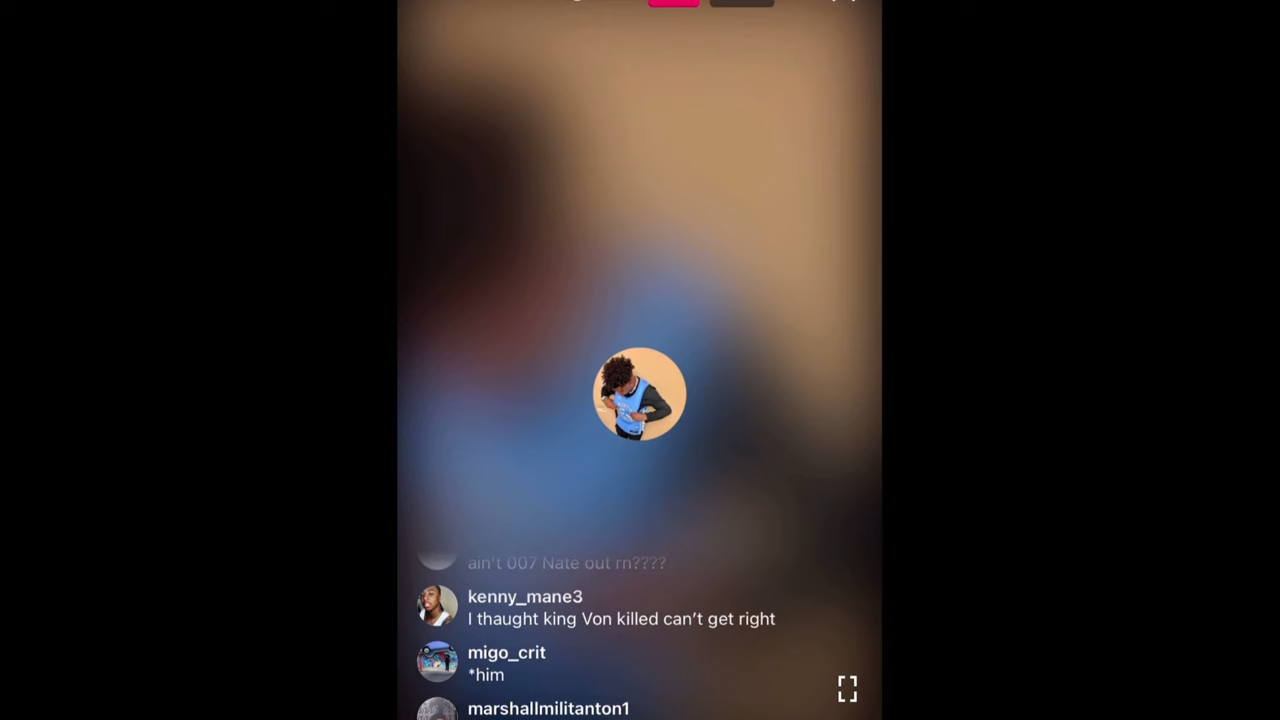 ain't 007 Nate out rn????
kenny_mane3
I thaught king Von killed can't get right
migo_crit
*him
marshallmilitanton1